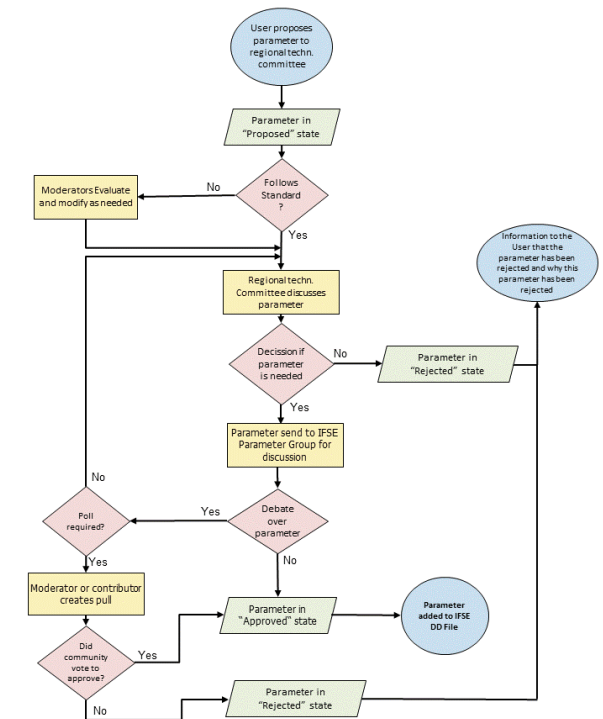 User proposes
parameter to
regional techn.
committee
Parameter in
"Proposed" state
Follows
Standard
?
No
Moderators Evaluate
and modify as needed
Yes
Regional techn.
Committee discusses
parameter
Information to the
User that the
parameter has been
rejected and why this
parameter has been
rejected
Decission if
parameter
is needed
No
Parameter in
"Rejected" state
Yes
Parameter send to IFSE
Parameter Group for
discussion
Debate
over
parameter
Yes
No
Poll
required?
No
Yes
Moderator or contributor
creates pull
Parameter in
"Approved" state
Parameter
added to IFSE
DD File
Did
community
vote to
approve?
Yes
No
Parameter in
"Rejected" state